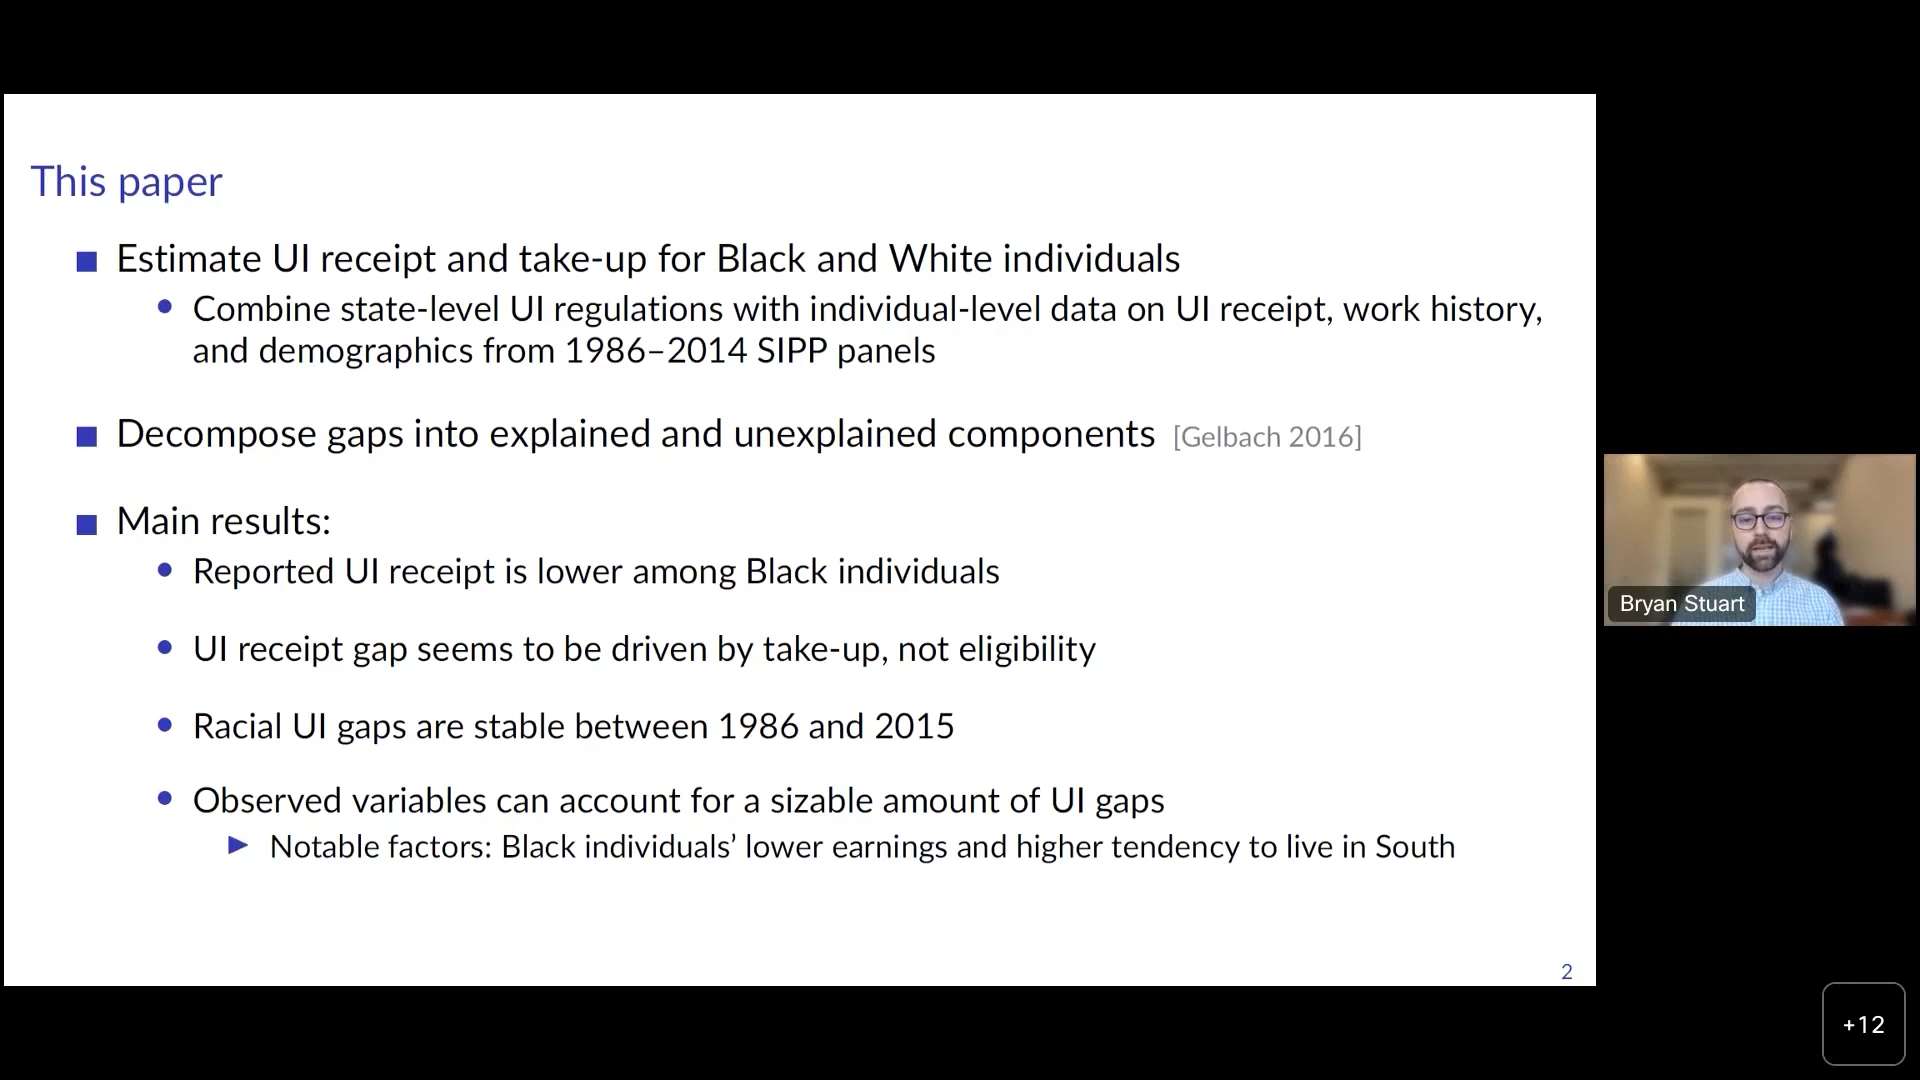 This paper
Estimate UI receipt and take-up for Black and White individuals
Combine state-level UI regulations with individual-level data on UI receipt, work history,
and demographics from 1986–2014 SIPP panels
Decompose gaps into explained and unexplained components [Gelbach 2016]
Main results:
Reported UI receipt is lower among Black individuals
UI receipt gap seems to be driven by take-up, not eligibility
Racial UI gaps are stable between 1986 and 2015
Observed variables can account for a sizable amount of UI gaps
Notable factors: Black individuals’ lower earnings and higher tendency to live in South
2
Bryan Stuart
+12